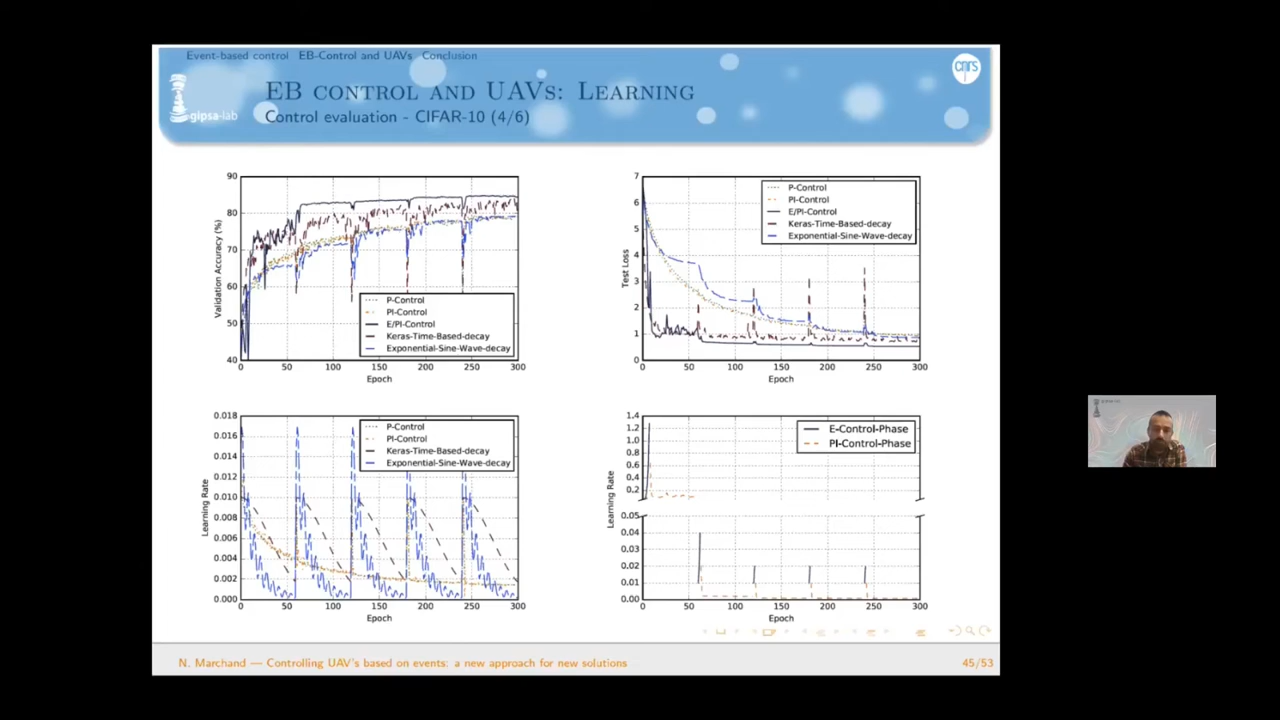 Event-based control EB-Control and UAVs Conclusion
EB CONTROL AND UAVS: LEARNING
Control evaluation - CIFAR-10 (4/6)
gipsa-lab
cnrs
90
80
70
60
50
40
Validation Accurecy (%)
P-Control
PI-Control
E/PI-Control
Keras-Time-Based-decay
Exponential-Sine-Wave-decay
0 50 100 150 200 250 300
Epoch
7
6
5
4
3
2
1
0
Test Loss
P-Control
PI-Control
E/PI-Control
Keras-Time-Based-decay
Exponential-Sine-Wave-decay
0 50 100 150 200 250 300
Epoch
0.018
0.016
0.014
0.012
0.010
0.008
0.006
0.004
0.002
0.000
Learning Rate
P-Control
PI-Control
Keras-Time-Based-decay
Exponential-Sine-Wave-decay
0 50 100 150 200 250 300
Epoch
1.4
1.2
1.0
0.8
0.6
0.4
0.2
0.05
0.04
0.03
0.02
0.01
0.00
Learning Rate
E-Control-Phase
PI-Control-Phase
0 50 100 150 200 250 300
Epoch
N. Marchand — Controlling UAV's based on events: a new approach for new solutions
45/53